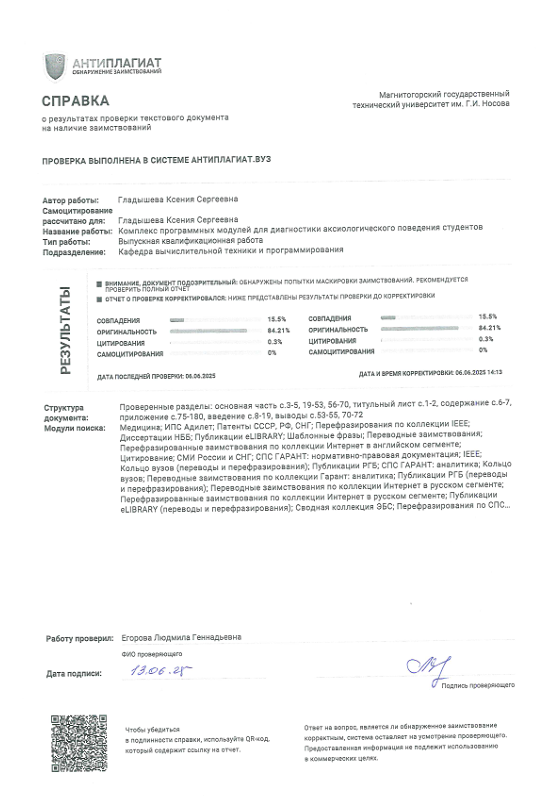 АНТИПЛАГИАТ
ОБНАРУЖЕНИЕ ЗАИМСТВОВАНИЙ
СПРАВКА
о результатах проверки текстового документа
на наличие заимствований
Магнитогорский государственный
технический университет им. Г.И. Носова
ПРОВЕРКА ВЫПОЛНЕНА В СИСТЕМЕ АНТИПЛАГИАТ.ВУЗ
Автор работы: Гладышева Ксения Сергеевна
Самоцитирование
рассчитано для: Гладышева Ксения Сергеевна
Название работы: Комплекс программных модулей для диагностики аксиологического поведения студентов
Тип работы: Выпускная квалификационная работа
Подразделение: Кафедра вычислительной техники и программирования
РЕЗУЛЬТАТЫ
ВНИМАНИЕ, ДОКУМЕНТ ПОДОЗРИТЕЛЬНЫЙ: ОБНАРУЖЕНЫ ПОПЫТКИ МАСКИРОВКИ ЗАИМСТВОВАНИЙ. РЕКОМЕНДУЕТСЯ
ПРОВЕРИТЬ ПОЛНЫЙ ОТЧЕТ
ОТЧЕТ О ПРОВЕРКЕ КОРРЕКТИРОВАЛСЯ: НИЖЕ ПРЕДСТАВЛЕНЫ РЕЗУЛЬТАТЫ ПРОВЕРКИ ДО КОРРЕКТИРОВКИ
СОВПАДЕНИЯ 15.5%
ОРИГИНАЛЬНОСТЬ 84.21%
ЦИТИРОВАНИЯ 0.3%
САМОЦИТИРОВАНИЯ 0%
СОВПАДЕНИЯ 15.5%
ОРИГИНАЛЬНОСТЬ 84.21%
ЦИТИРОВАНИЯ 0.3%
САМОЦИТИРОВАНИЯ 0%
ДАТА ПОСЛЕДНЕЙ ПРОВЕРКИ: 06.06.2025
ДАТА И ВРЕМЯ КОРРЕКТИРОВКИ: 06.06.2025 14:13
Структура
документа:
Проверенные разделы: основная часть с.3-5, 19-53, 56-70, титульный лист с.1-2, содержание с.6-7,
приложение с.75-180, введение с.8-19, выводы с.53-55, 70-72
Модули поиска:
Медицина; ИПС Адилет; Патенты СССР, РФ, СНГ; Перефразирования по коллекции IEEE;
Диссертации НББ; Публикации eLIBRARY; Шаблонные фразы; Переводные заимствования;
Перефразированные заимствования по коллекции Интернет в английском сегменте;
Цитирование; СМИ России и СНГ; СПС ГАРАНТ: нормативно-правовая документация; IEEE;
Кольцо вузов (переводы и перефразирования); Публикации РГБ; СПС ГАРАНТ: аналитика; Кольцо
вузов; Переводные заимствования по коллекции Гарант: аналитика; Публикации РГБ (переводы
и перефразирования); Переводные заимствования по коллекции Интернет в русском сегменте;
Перефразированные заимствования по коллекции Интернет в русском сегменте; Публикации
eLIBRARY (переводы и перефразирования); Сводная коллекция ЭБС; Перефразирования по СПС...
Работу проверил: Егорова Людмила Геннадьевна
ФИО проверяющего
Дата подписи: 13.06.25
Подпись проверяющего
Чтобы убедиться
в подлинности справки, используйте QR-код,
который содержит ссылку на отчет.
Ответ на вопрос, является ли обнаруженное заимствование
корректным, система оставляет на усмотрение проверяющего.
Предоставленная информация не подлежит использованию
в коммерческих целях.